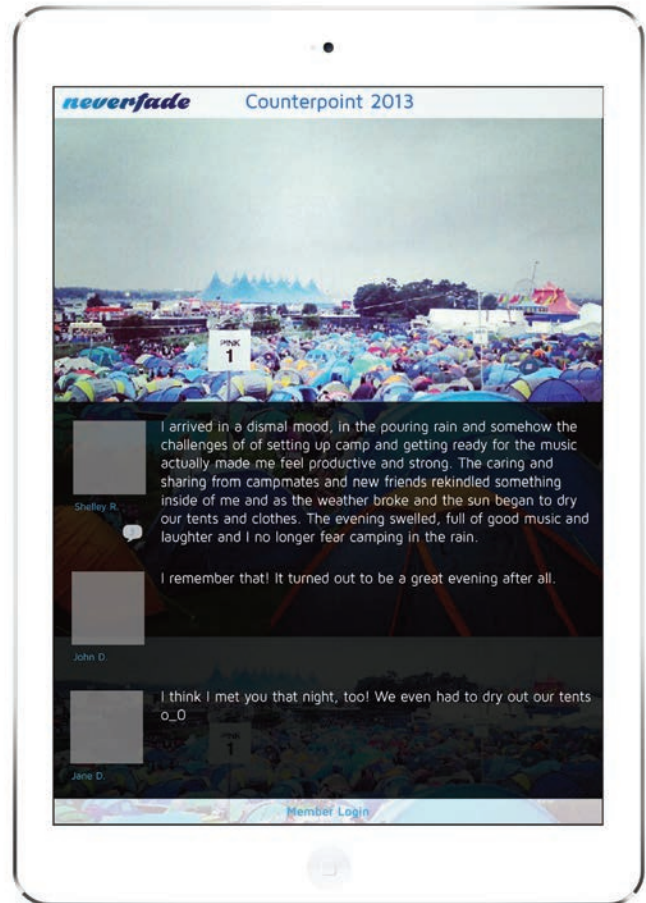 neverfade
Counterpoint 2013
PINK
1
I arrived in a dismal mood, in the pouring rain and somehow the
challenges of of setting up camp and getting ready for the music
actually made me feel productive and strong. The caring and
sharing from campmates and new friends rekindled something
inside of me and as the weather broke and the sun began to dry
our tents and clothes. The evening swelled, full of good music and
laughter and I no longer fear camping in the rain.
Shelley R.
I remember that! It turned out to be a great evening after all.
John D.
I think I met you that night, too! We even had to dry out our tents
o_O
Jane D.
PINK
1
Member Login